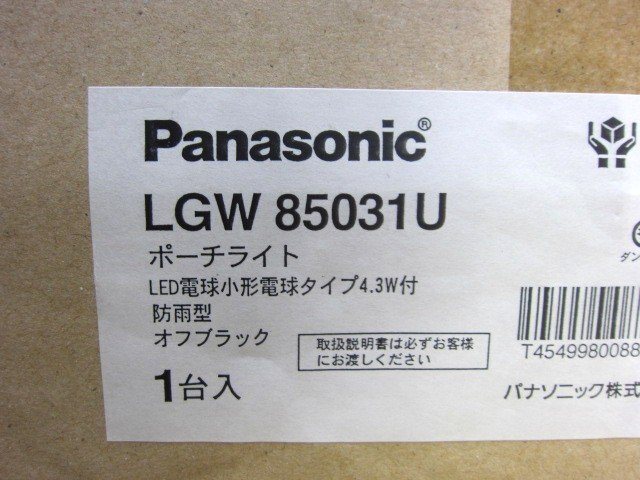 Panasonic®
LGW 85031U
ポーチライト
LED電球小形電球タイプ4.3W付
防雨型
オフブラック
1台入
取扱説明書は必ずお客様
にお渡しください
ダン
T4549980088
パナソニック株式